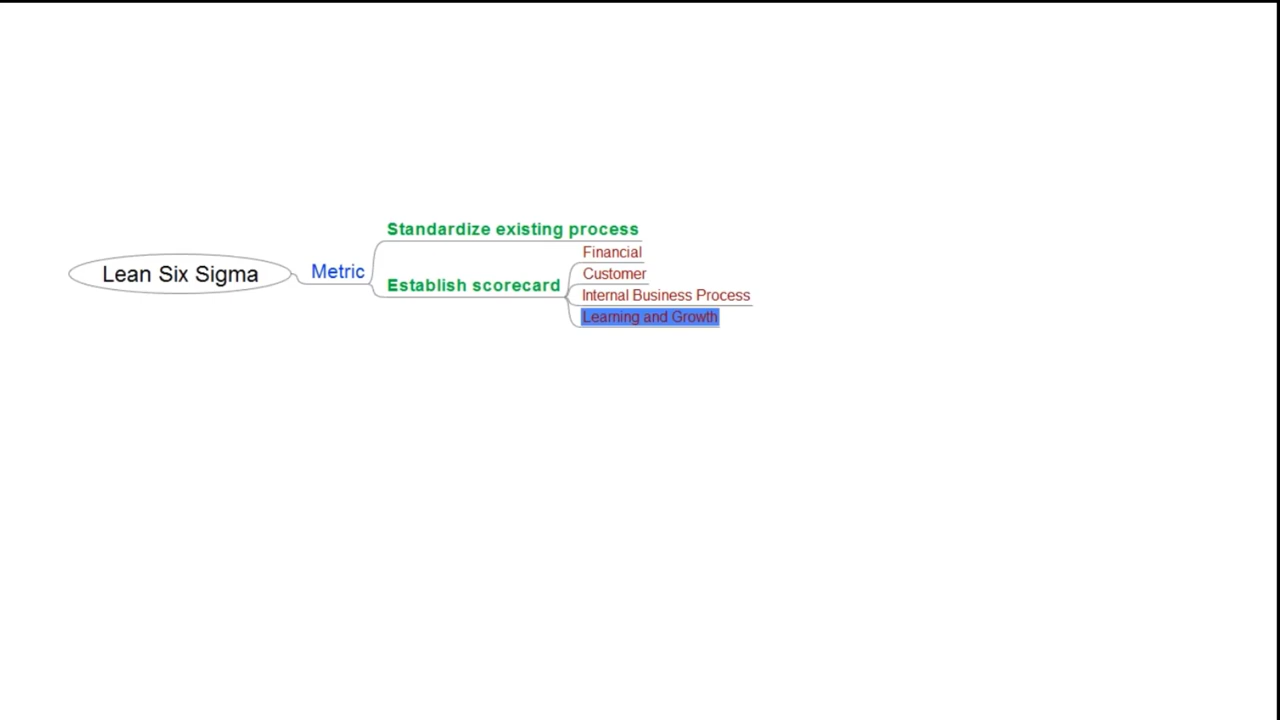 Lean Six Sigma
Metric
Standardize existing process
Establish scorecard
Financial
Customer
Internal Business Process
Learning and Growth